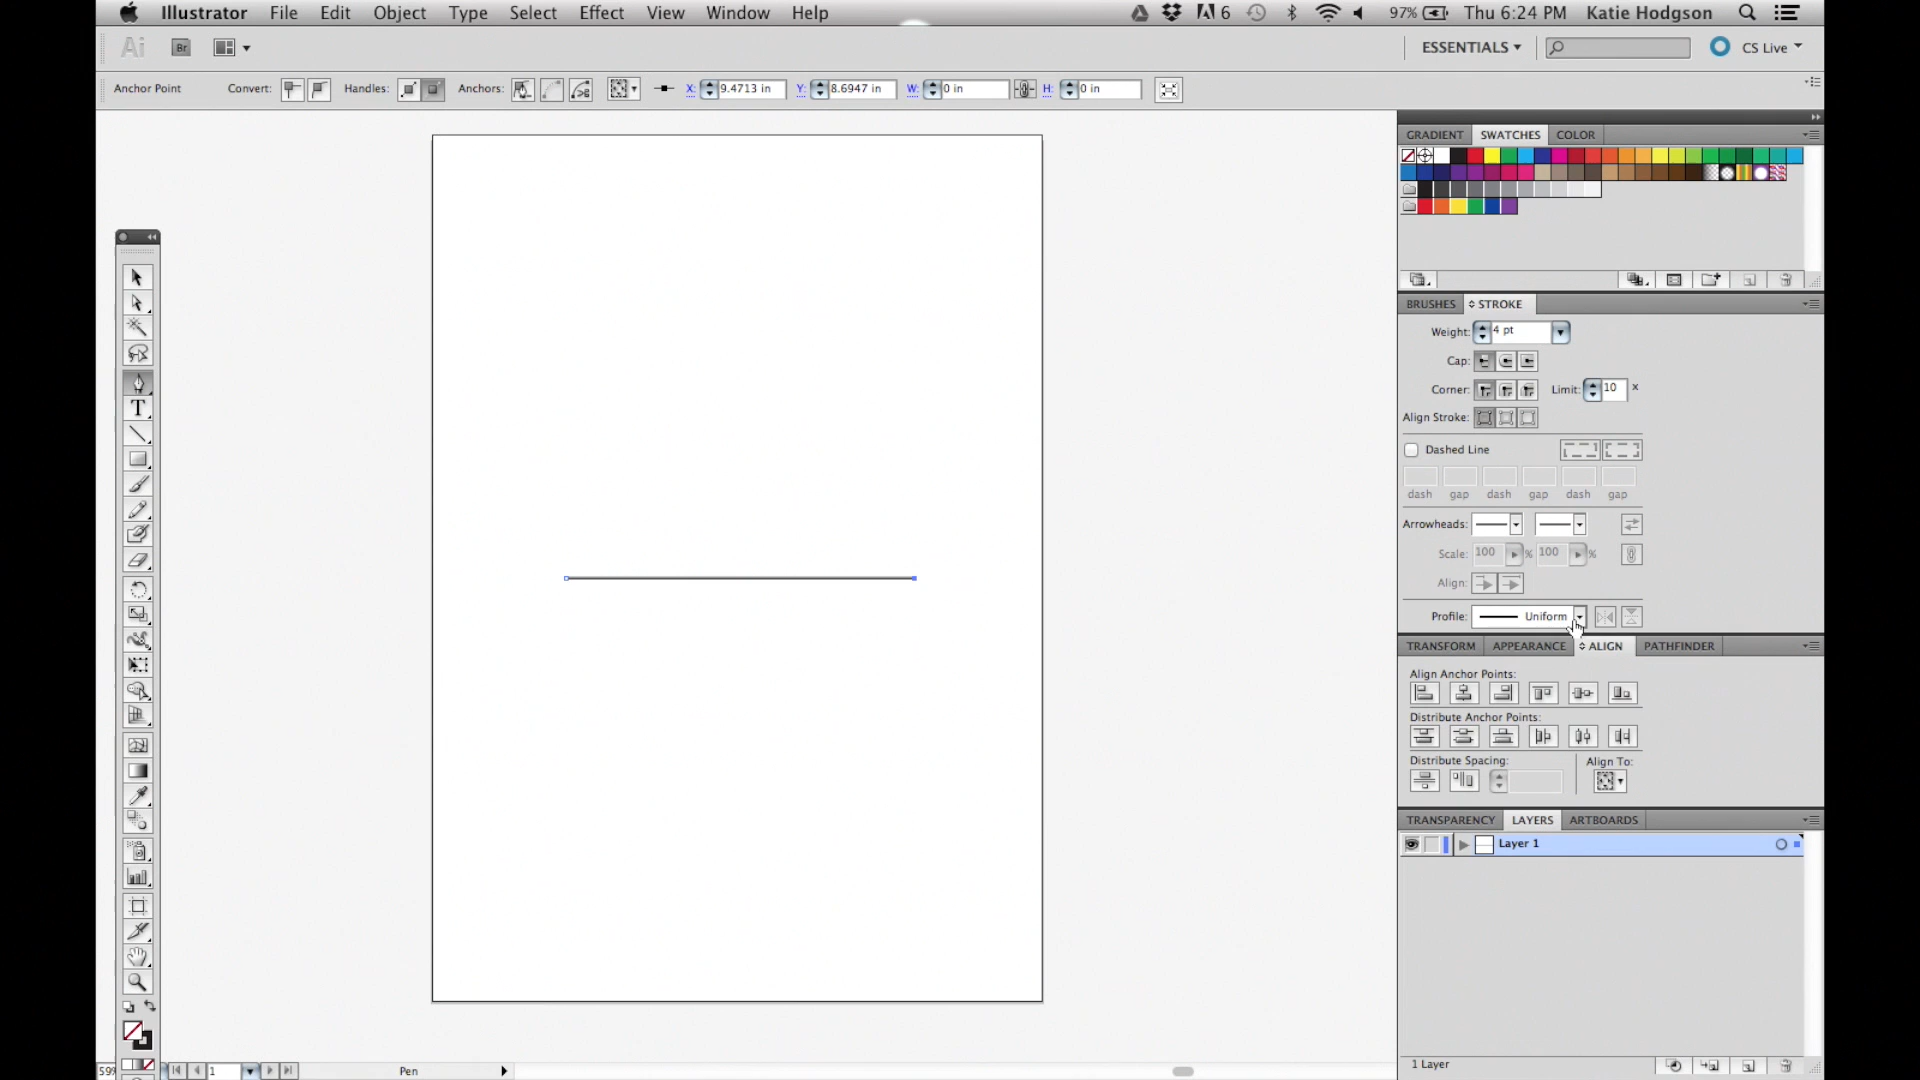 Illustrator File Edit Object Type Select Effect View Window Help 6 97% Thu 6:24 PM Katie Hodgson
Ai Br ESSENTIALS CS Live
Anchor Point Convert: Handles: Anchors: X: 9.4713 in Y: 8.6947 in W: 0 in H: 0 in
GRADIENT SWATCHES COLOR
BRUSHES STROKE
Weight: 4 pt
Cap:
Corner: Limit: 10 x
Align Stroke:
Dashed Line
dash gap dash gap dash gap
Arrowheads:
Scale: 100 % 100 %
Align:
Profile: Uniform
TRANSFORM APPEARANCE ALIGN PATHFINDER
Align Anchor Points:
Distribute Anchor Points:
Distribute Spacing: Align To:
TRANSPARENCY LAYERS ARTBOARDS
Layer 1
1 Layer
1 Pen